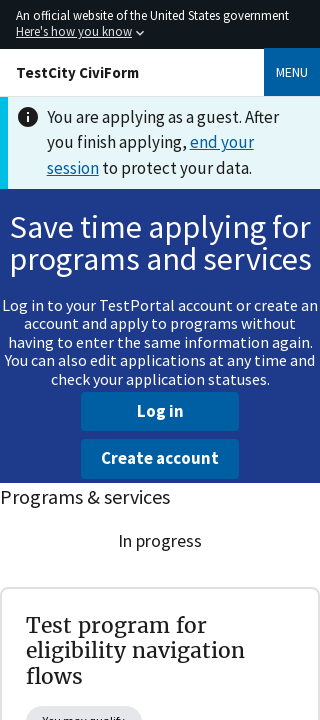 An official website of the United States government
Here's how you know
TestCity CiviForm
MENU
You are applying as a guest. After
you finish applying, end your
session to protect your data.
Save time applying for
programs and services
Log in to your TestPortal account or create an
account and apply to programs without
having to enter the same information again.
You can also edit applications at any time and
check your application statuses.
Log in
Create account
Programs & services
In progress
Test program for
eligibility navigation
flows
You may qualify